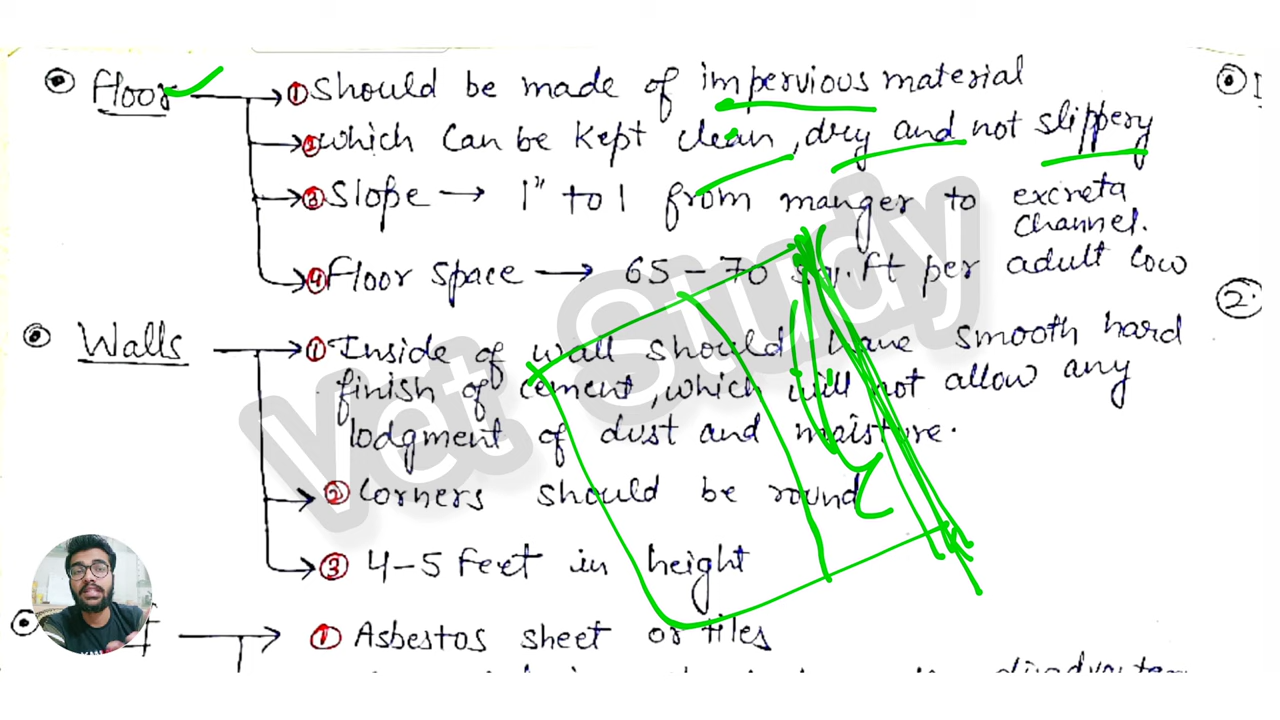 Floor → ① Should be made of impervious material
→ ② which can be kept clean, dry and not slippery
→ ③ Slope → 1" to 1 from manger to excreta
channel.
→ ④ Floor space → 65 - 70 sq. ft per adult cow
②.
Walls → ① Inside of wall should have smooth hard
finish of cement, which will not allow any
lodgment of dust and moisture.
→ ② Corners should be round
→ ③ 4-5 Feet in height
→ ① Asbestos sheet or tiles
Vet Study